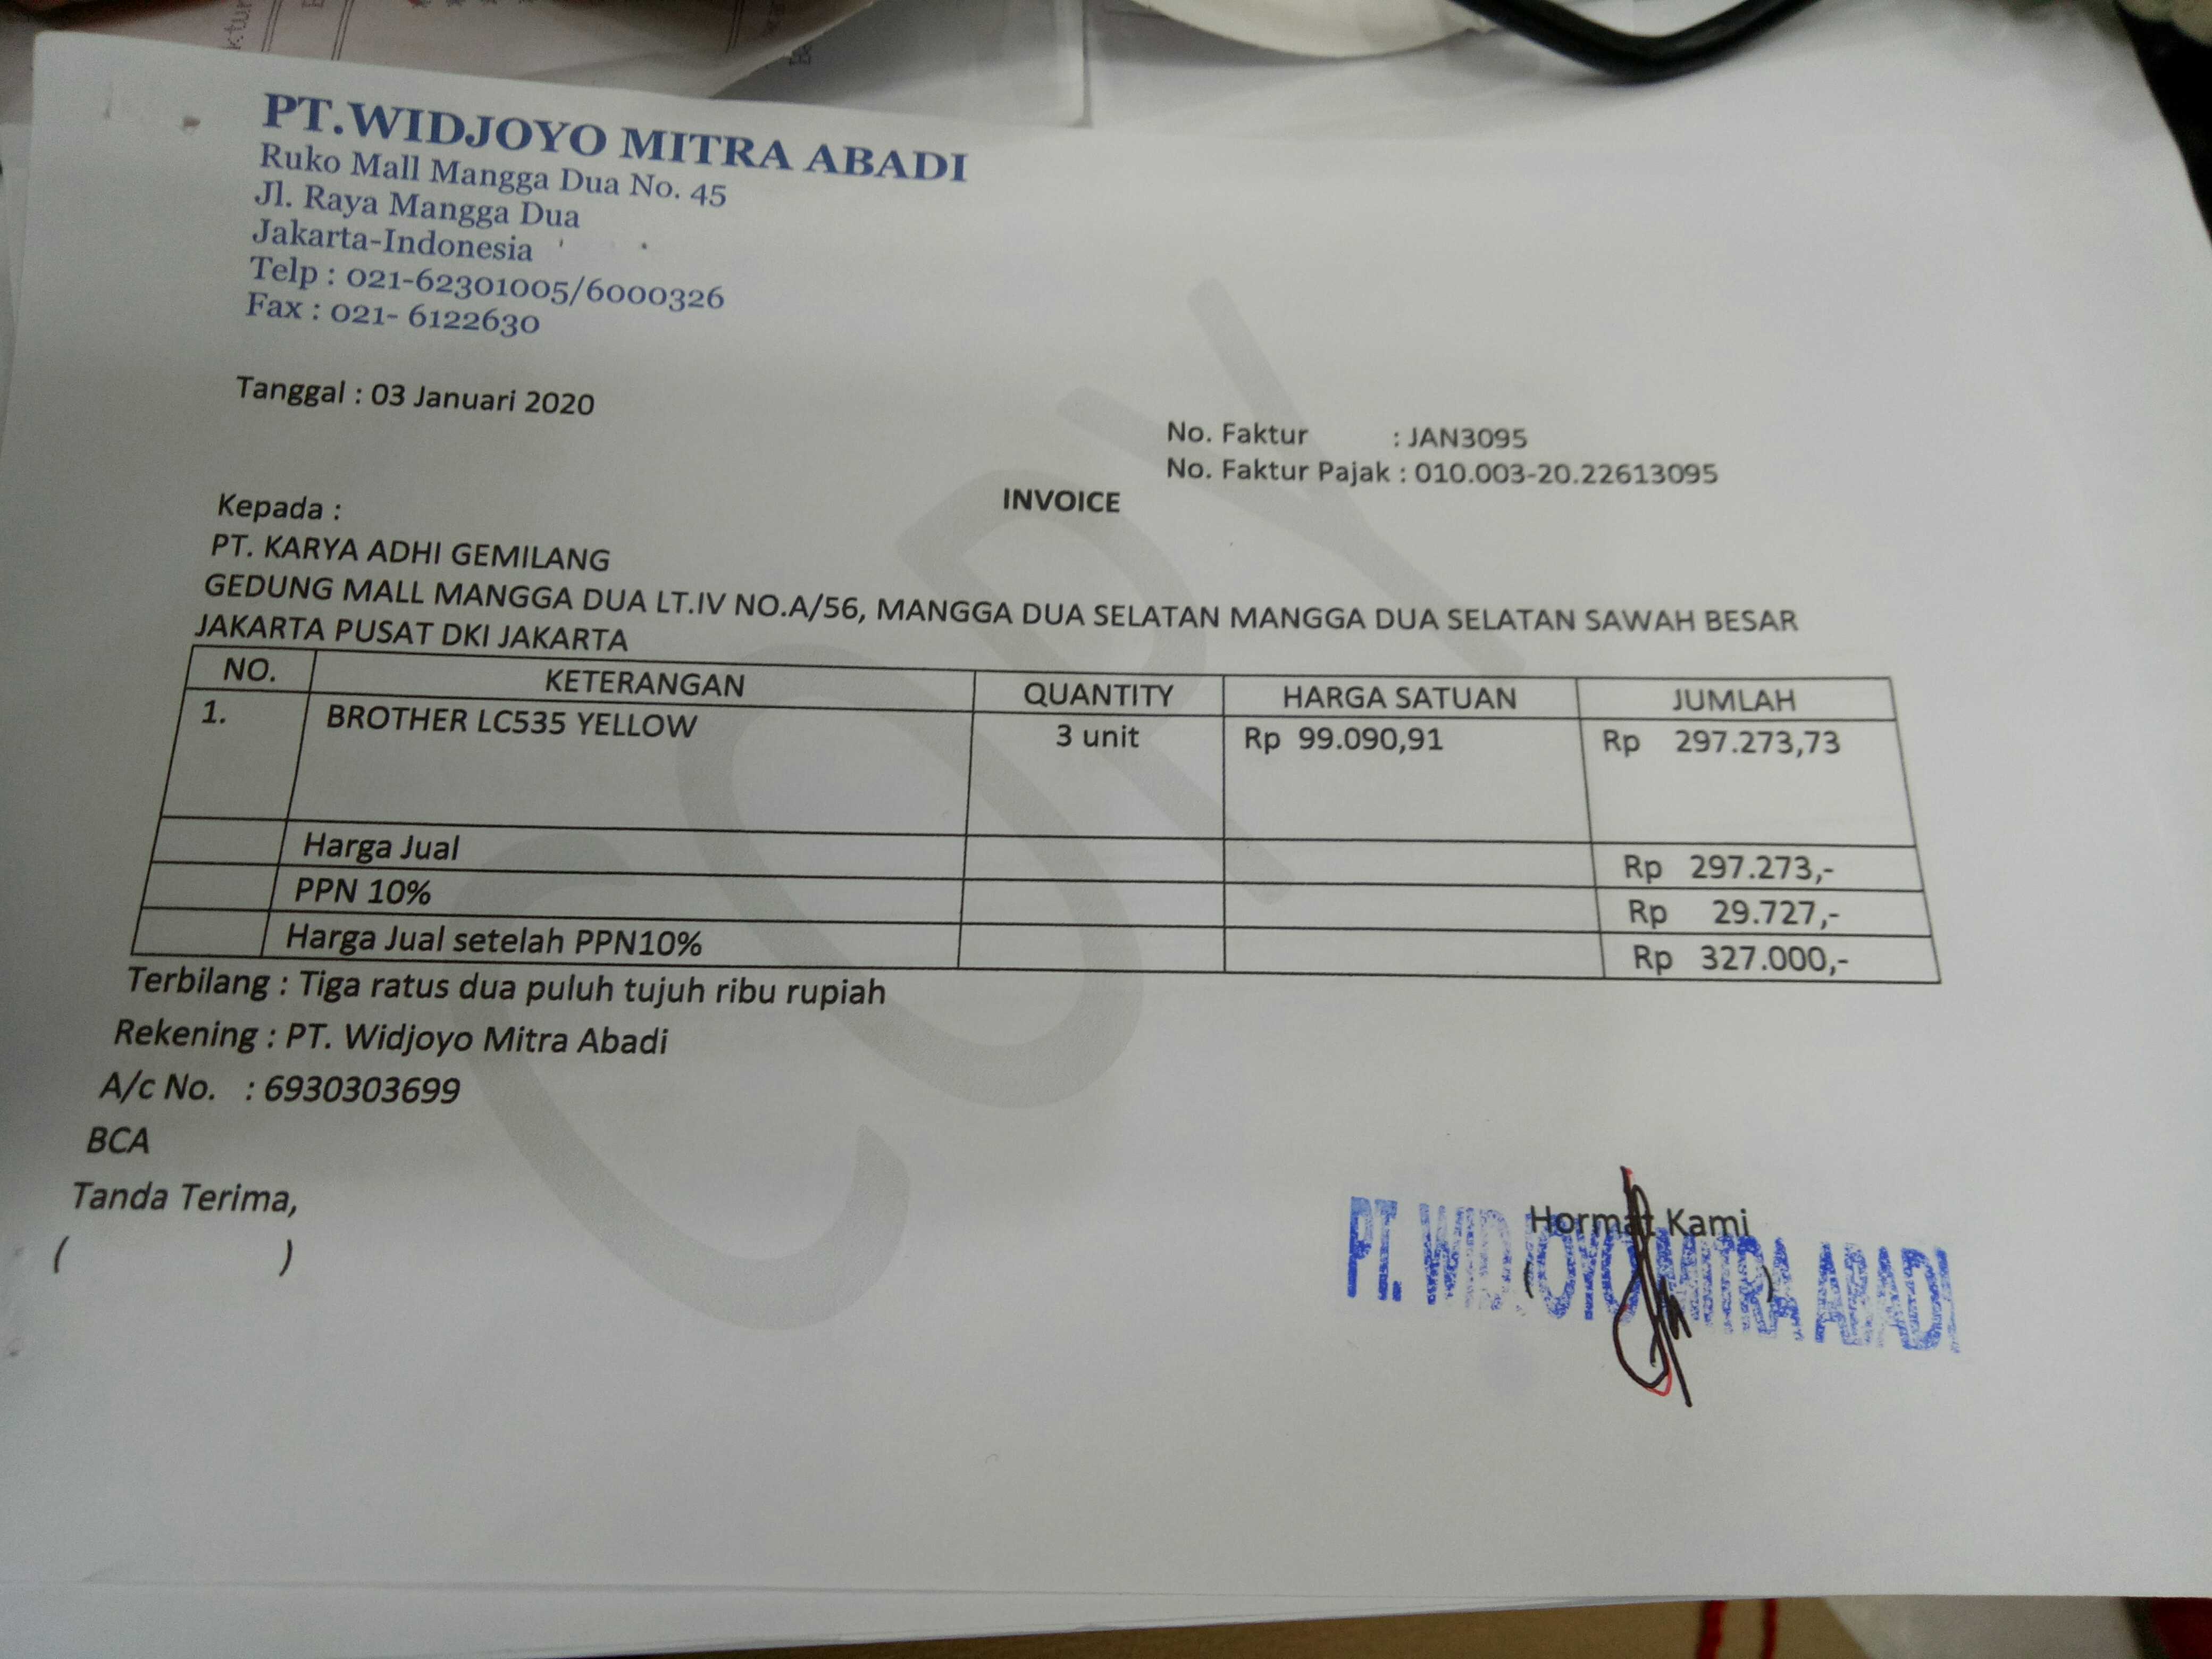 PT.WIDJOYO MITRA ABADI
Ruko Mall Mangga Dua No. 45
Jl. Raya Mangga Dua
Jakarta-Indonesia
Telp : 021-62301005/6000326
Fax : 021- 6122630
Tanggal : 03 Januari 2020
No. Faktur : JAN3095
No. Faktur Pajak : 010.003-20.22613095
INVOICE
Kepada :
PT. KARYA ADHI GEMILANG
GEDUNG MALL MANGGA DUA LT.IV NO.A/56, MANGGA DUA SELATAN MANGGA DUA SELATAN SAWAH BESAR
JAKARTA PUSAT DKI JAKARTA
NO. KETERANGAN QUANTITY HARGA SATUAN JUMLAH
1. BROTHER LC535 YELLOW 3 unit Rp 99.090,91 Rp 297.273,73
Harga Jual Rp 297.273,-
PPN 10% Rp 29.727,-
Harga Jual setelah PPN10% Rp 327.000,-
Terbilang : Tiga ratus dua puluh tujuh ribu rupiah
Rekening : PT. Widjoyo Mitra Abadi
A/c No. : 6930303699
BCA
Tanda Terima,
( )
Hormat Kami
( )
PT. WIDJOYO MITRA ABADI
COPY